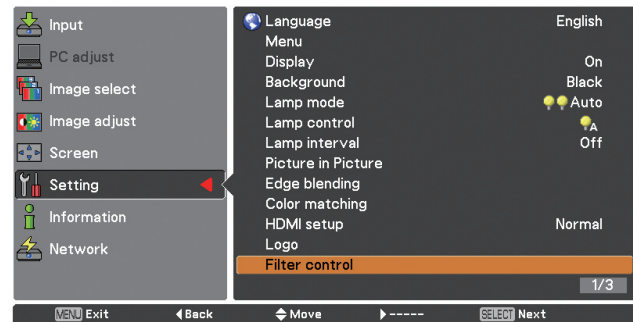 Input
PC adjust
Image select
Image adjust
Screen
Setting
Information
Network
Language English
Menu
Display On
Background Black
Lamp mode Auto
Lamp control A
Lamp interval Off
Picture in Picture
Edge blending
Color matching
HDMI setup Normal
Logo
Filter control
1/3
MENU Exit Back Move ----- SELECT Next